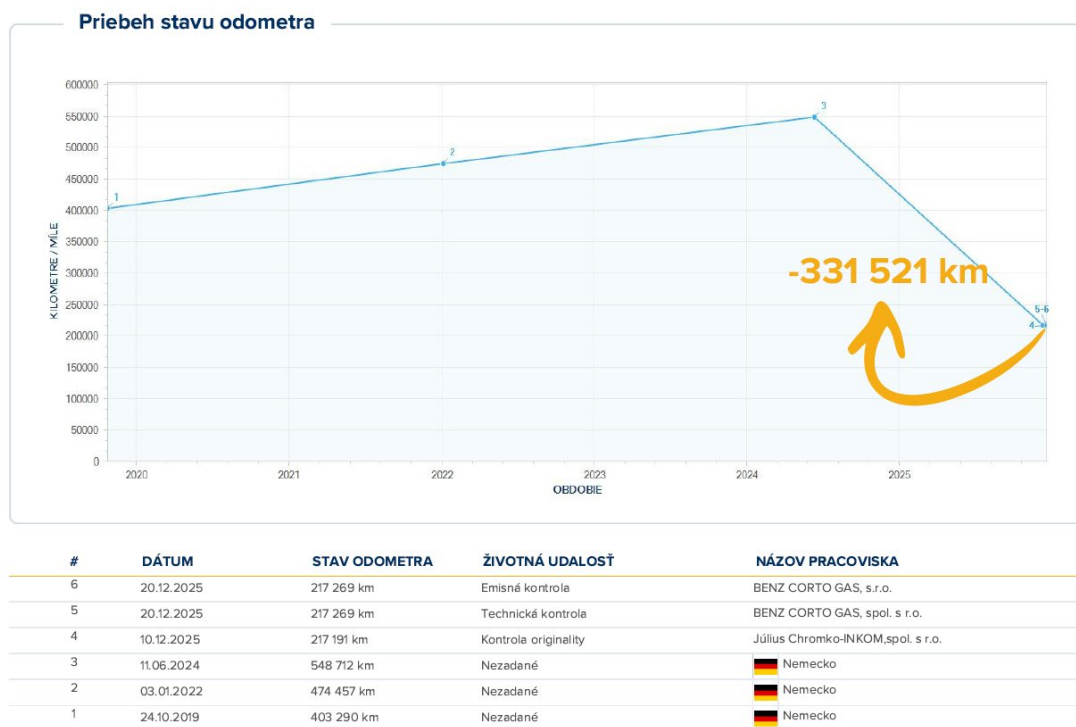 Priebeh stavu odometra
600000
550000
500000
450000
400000
350000
300000
250000
200000
150000
100000
50000
0
KILOMETRE / MÍLE
1
2
3
-331 521 km
5-6
4
2020 2021 2022 2023 2024 2025
OBDOBIE
# DÁTUM STAV ODOMETRA ŽIVOTNÁ UDALOSŤ NÁZOV PRACOVISKA
6 20.12.2025 217 269 km Emisná kontrola BENZ CORTO GAS, s.r.o.
5 20.12.2025 217 269 km Technická kontrola BENZ CORTO GAS, spol. s r.o.
4 10.12.2025 217 191 km Kontrola originality Július Chromko-INKOM,spol. s r.o.
3 11.06.2024 548 712 km Nezadané Nemecko
2 03.01.2022 474 457 km Nezadané Nemecko
1 24.10.2019 403 290 km Nezadané Nemecko